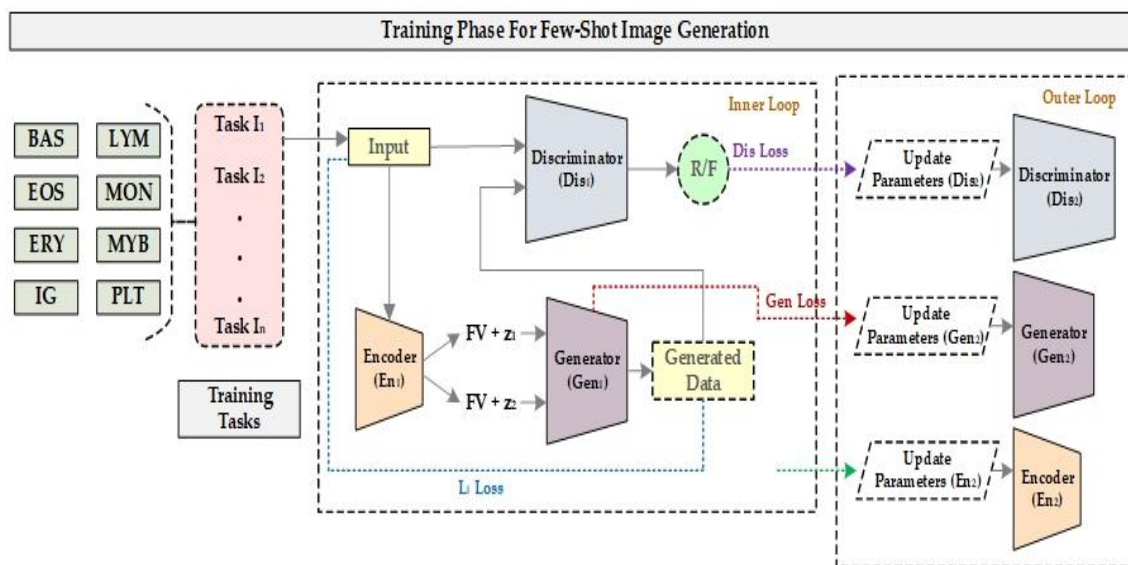 Training Phase For Few-Shot Image Generation
BAS
LYM
EOS
MON
ERY
MYB
IG
PLT
Task I₁
Task I₂
.
.
.
Task Iₙ
Training
Tasks
Inner Loop
Input
Discriminator
(Dis₁)
R/F
Dis Loss
Encoder
(En₁)
FV + z₁
FV + z₂
Generator
(Gen₁)
Generated
Data
Gen Loss
L₁ Loss
Outer Loop
Update
Parameters (Dis₂)
Discriminator
(Dis₂)
Update
Parameters (Gen₂)
Generator
(Gen₂)
Update
Parameters (En₂)
Encoder
(En₂)